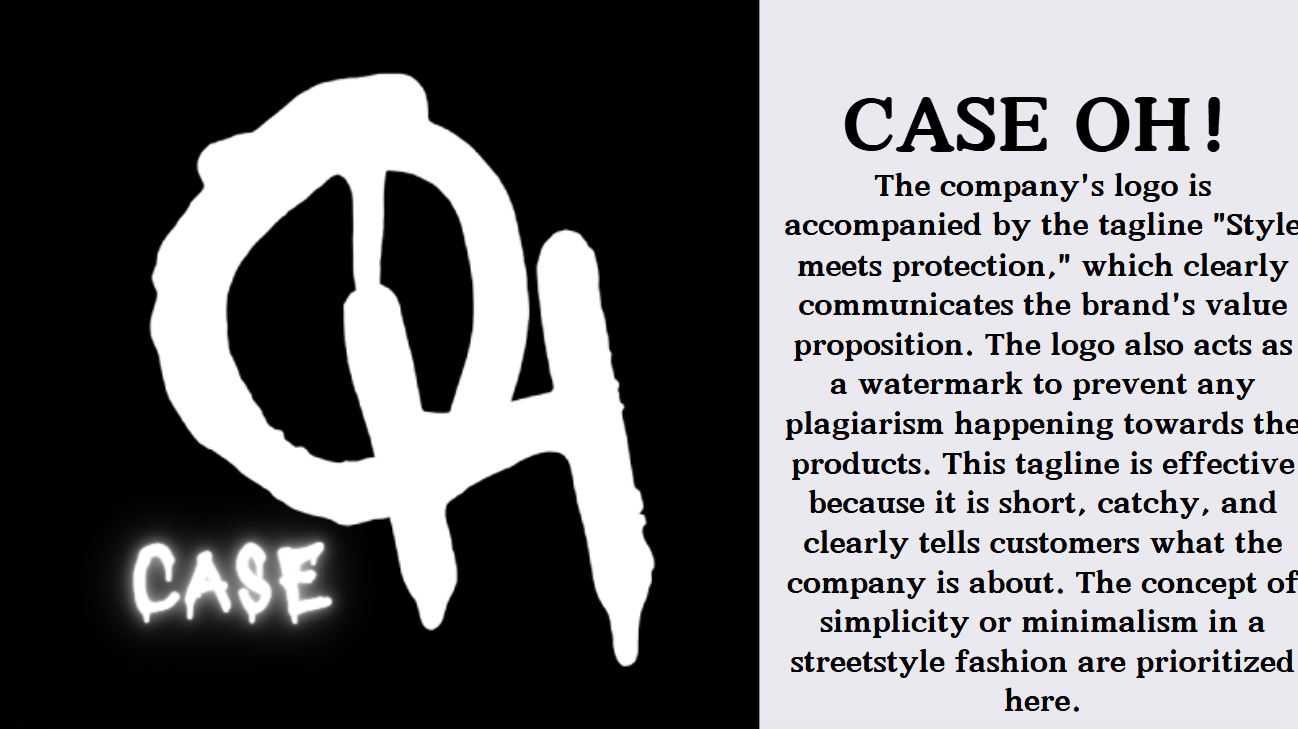 OH
CASE
CASE OH!
The company's logo is
accompanied by the tagline "Style
meets protection," which clearly
communicates the brand's value
proposition. The logo also acts as
a watermark to prevent any
plagiarism happening towards the
products. This tagline is effective
because it is short, catchy, and
clearly tells customers what the
company is about. The concept of
simplicity or minimalism in a
streetstyle fashion are prioritized
here.